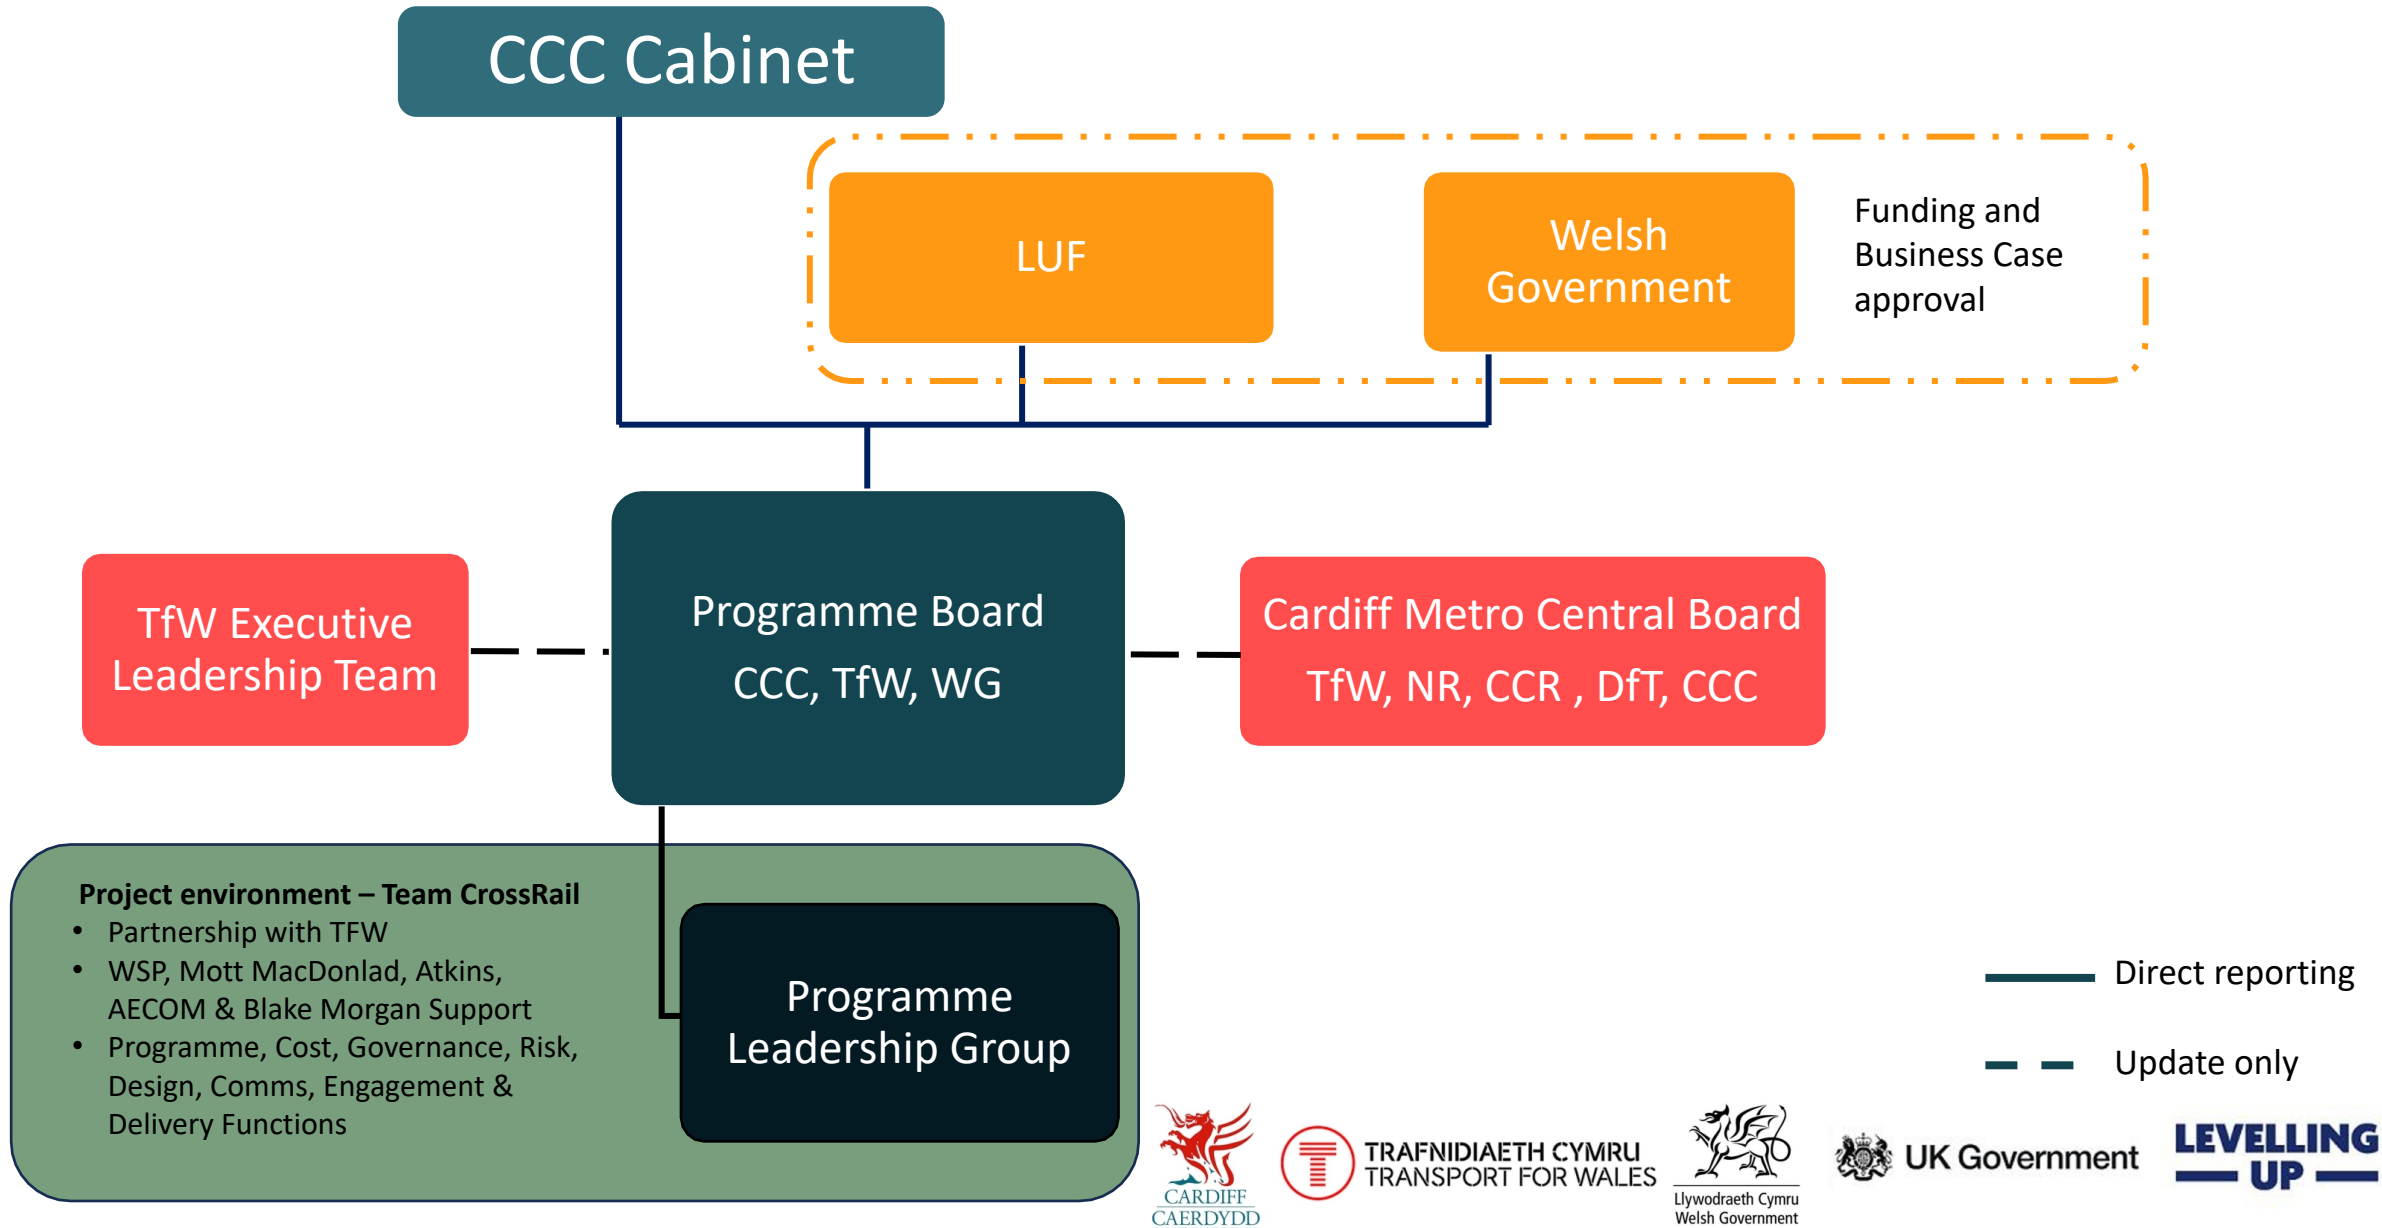 CCC Cabinet
LUF
Welsh
Government
Funding and
Business Case
approval
TfW Executive
Leadership Team
Programme Board
CCC, TfW, WG
Cardiff Metro Central Board
TfW, NR, CCR , DfT, CCC
Project environment – Team CrossRail
• Partnership with TFW
• WSP, Mott MacDonlad, Atkins,
AECOM & Blake Morgan Support
• Programme, Cost, Governance, Risk,
Design, Comms, Engagement &
Delivery Functions
Programme
Leadership Group
Direct reporting
Update only
CARDIFF
CAERDYDD
TRAFNIDIAETH CYMRU
TRANSPORT FOR WALES
Llywodraeth Cymru
Welsh Government
UK Government
LEVELLING
UP